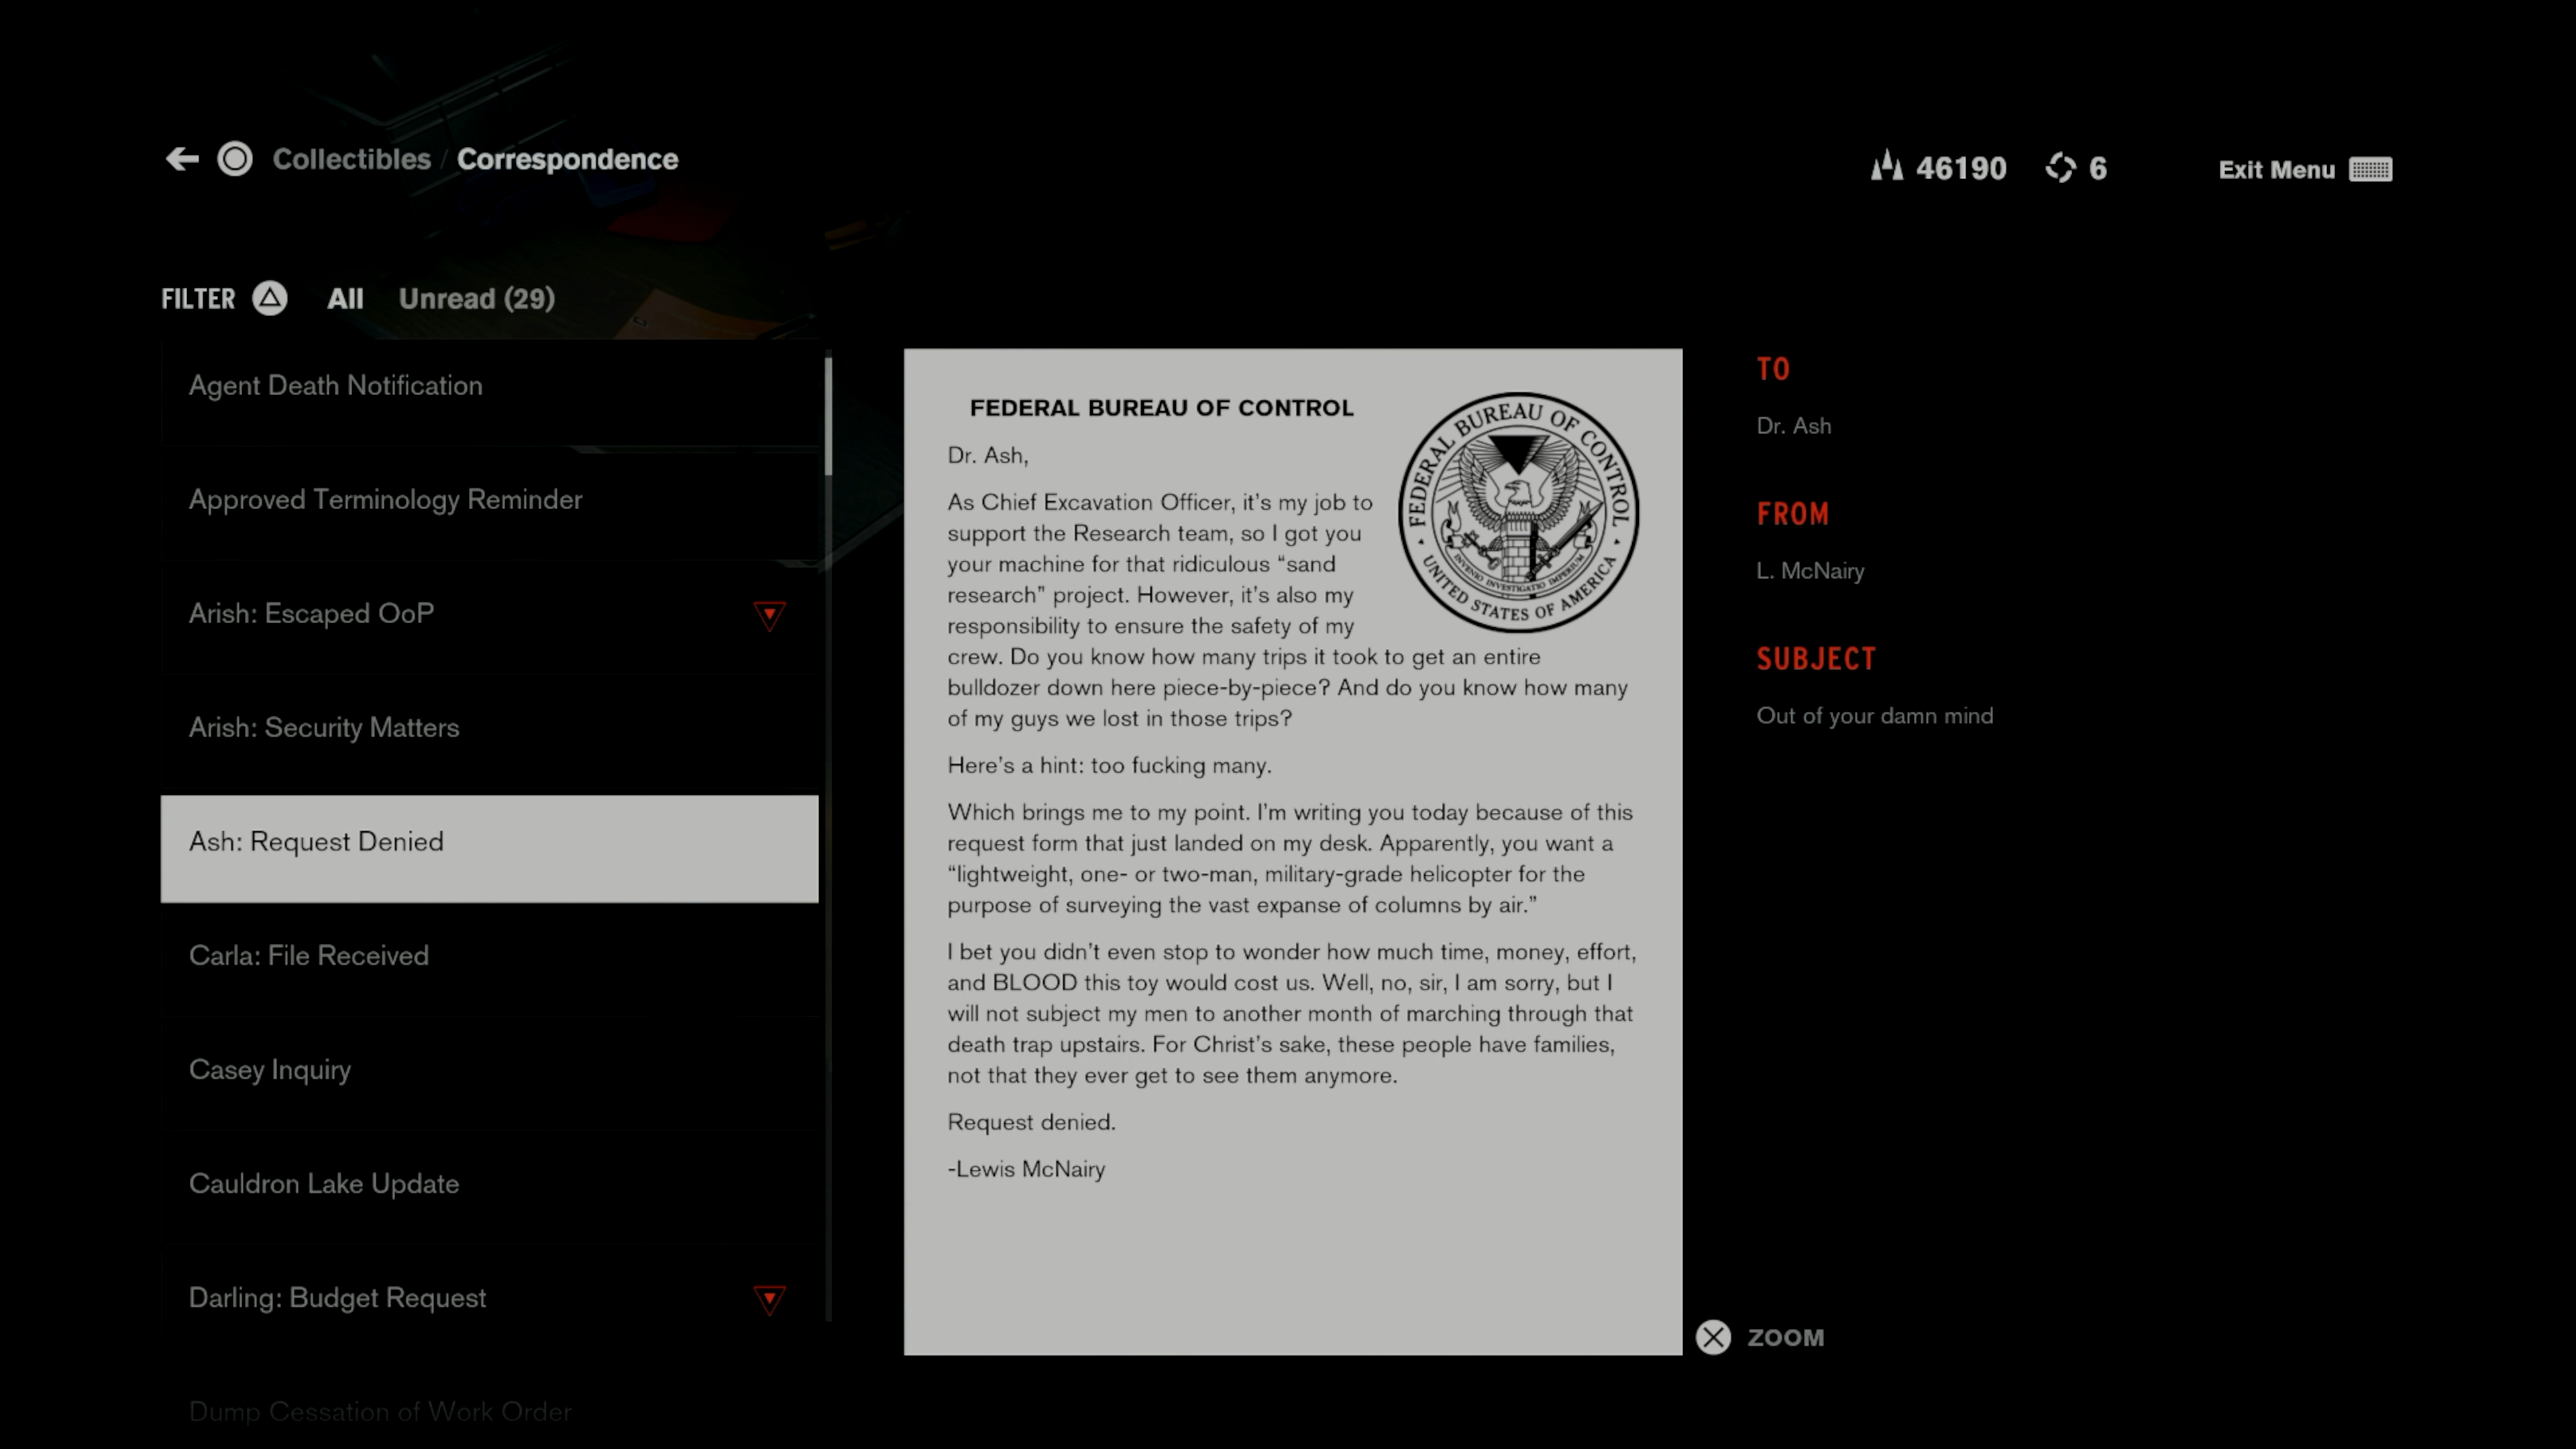 Collectibles / Correspondence
46190
6
Exit Menu
FILTER
All
Unread (29)
Agent Death Notification
Approved Terminology Reminder
Arish: Escaped OoP
Arish: Security Matters
Ash: Request Denied
Carla: File Received
Casey Inquiry
Cauldron Lake Update
Darling: Budget Request
Dump Cessation of Work Order
FEDERAL BUREAU OF CONTROL
FEDERAL BUREAU OF CONTROL
UNITED STATES OF AMERICA
INVENIO INVESTIGATIO IMPERIUM
Dr. Ash,
As Chief Excavation Officer, it's my job to
support the Research team, so I got you
your machine for that ridiculous “sand
research” project. However, it's also my
responsibility to ensure the safety of my
crew. Do you know how many trips it took to get an entire
bulldozer down here piece-by-piece? And do you know how many
of my guys we lost in those trips?
Here's a hint: too fucking many.
Which brings me to my point. I'm writing you today because of this
request form that just landed on my desk. Apparently, you want a
“lightweight, one- or two-man, military-grade helicopter for the
purpose of surveying the vast expanse of columns by air.”
I bet you didn't even stop to wonder how much time, money, effort,
and BLOOD this toy would cost us. Well, no, sir, I am sorry, but I
will not subject my men to another month of marching through that
death trap upstairs. For Christ's sake, these people have families,
not that they ever get to see them anymore.
Request denied.
-Lewis McNairy
TO
Dr. Ash
FROM
L. McNairy
SUBJECT
Out of your damn mind
ZOOM